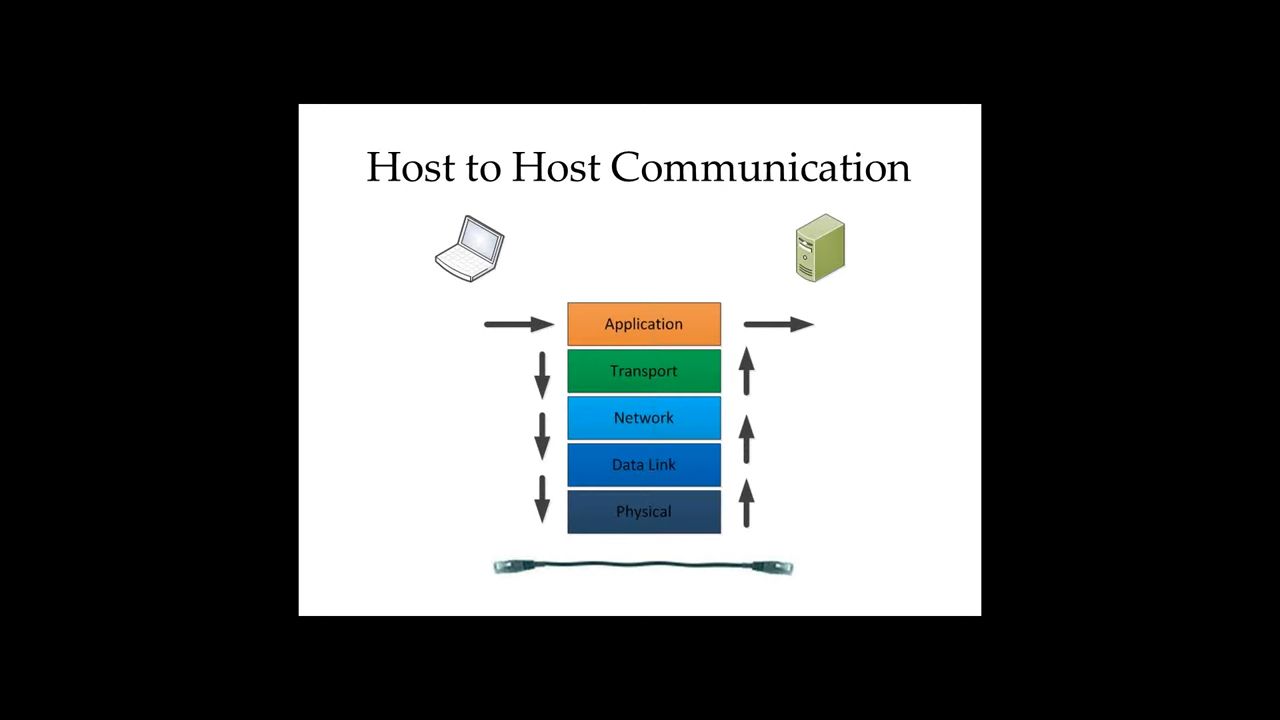 Host to Host Communication
Application
Transport
Network
Data Link
Physical